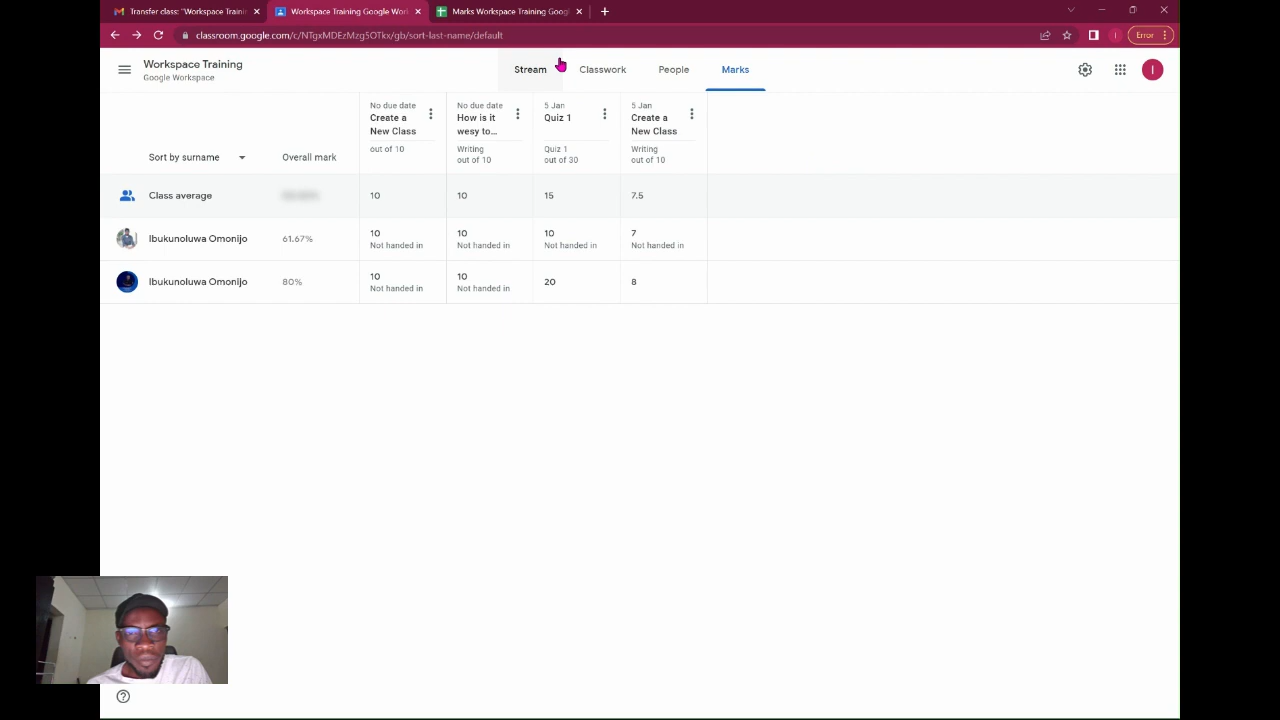 Transfer class: "Workspace Traini
Workspace Training Google Wor
Marks Workspace Training Goog
classroom.google.com/c/NTgxMDEzMzg5OTkx/gb/sort-last-name/default
Error
Workspace Training
Google Workspace
Stream
Classwork
People
Marks
I
I
Sort by surname
Overall mark
No due date
Create a
New Class
out of 10
No due date
How is it
wesy to...
Writing
out of 10
5 Jan
Quiz 1
Quiz 1
out of 30
5 Jan
Create a
New Class
Writing
out of 10
Class average
10
10
15
7.5
Ibukunoluwa Omonijo
61.67%
10
Not handed in
10
Not handed in
10
Not handed in
7
Not handed in
Ibukunoluwa Omonijo
80%
10
Not handed in
10
Not handed in
20
8